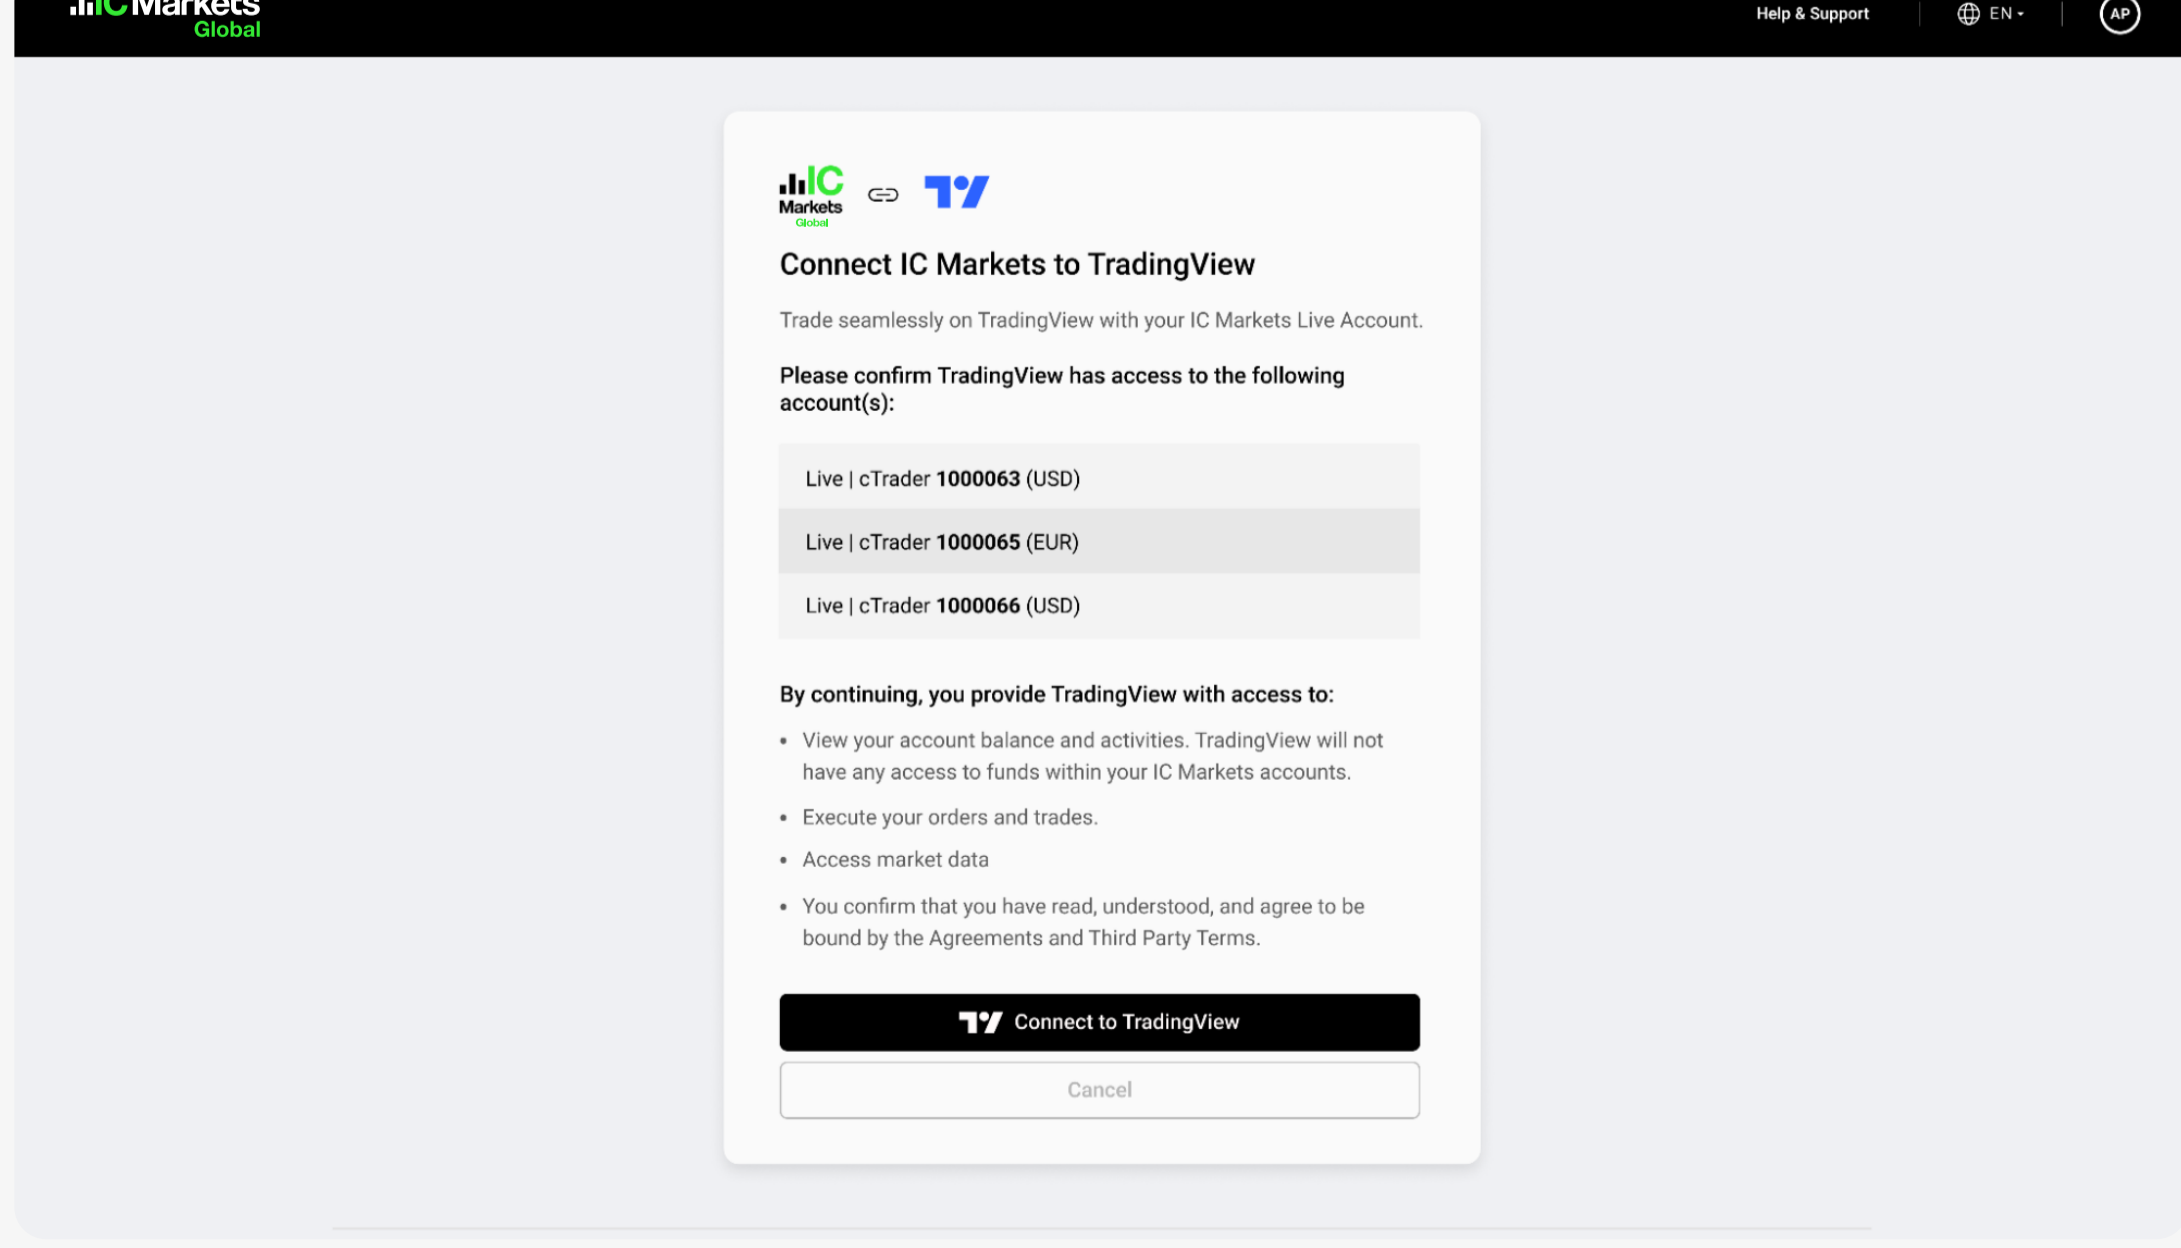 IC Markets
Global
Help & Support
EN
AP
IC
Markets
Global
Connect IC Markets to TradingView
Trade seamlessly on TradingView with your IC Markets Live Account.
Please confirm TradingView has access to the following
account(s):
Live | cTrader 1000063 (USD)
Live | cTrader 1000065 (EUR)
Live | cTrader 1000066 (USD)
By continuing, you provide TradingView with access to:
• View your account balance and activities. TradingView will not
have any access to funds within your IC Markets accounts.
• Execute your orders and trades.
• Access market data
• You confirm that you have read, understood, and agree to be
bound by the Agreements and Third Party Terms.
Connect to TradingView
Cancel